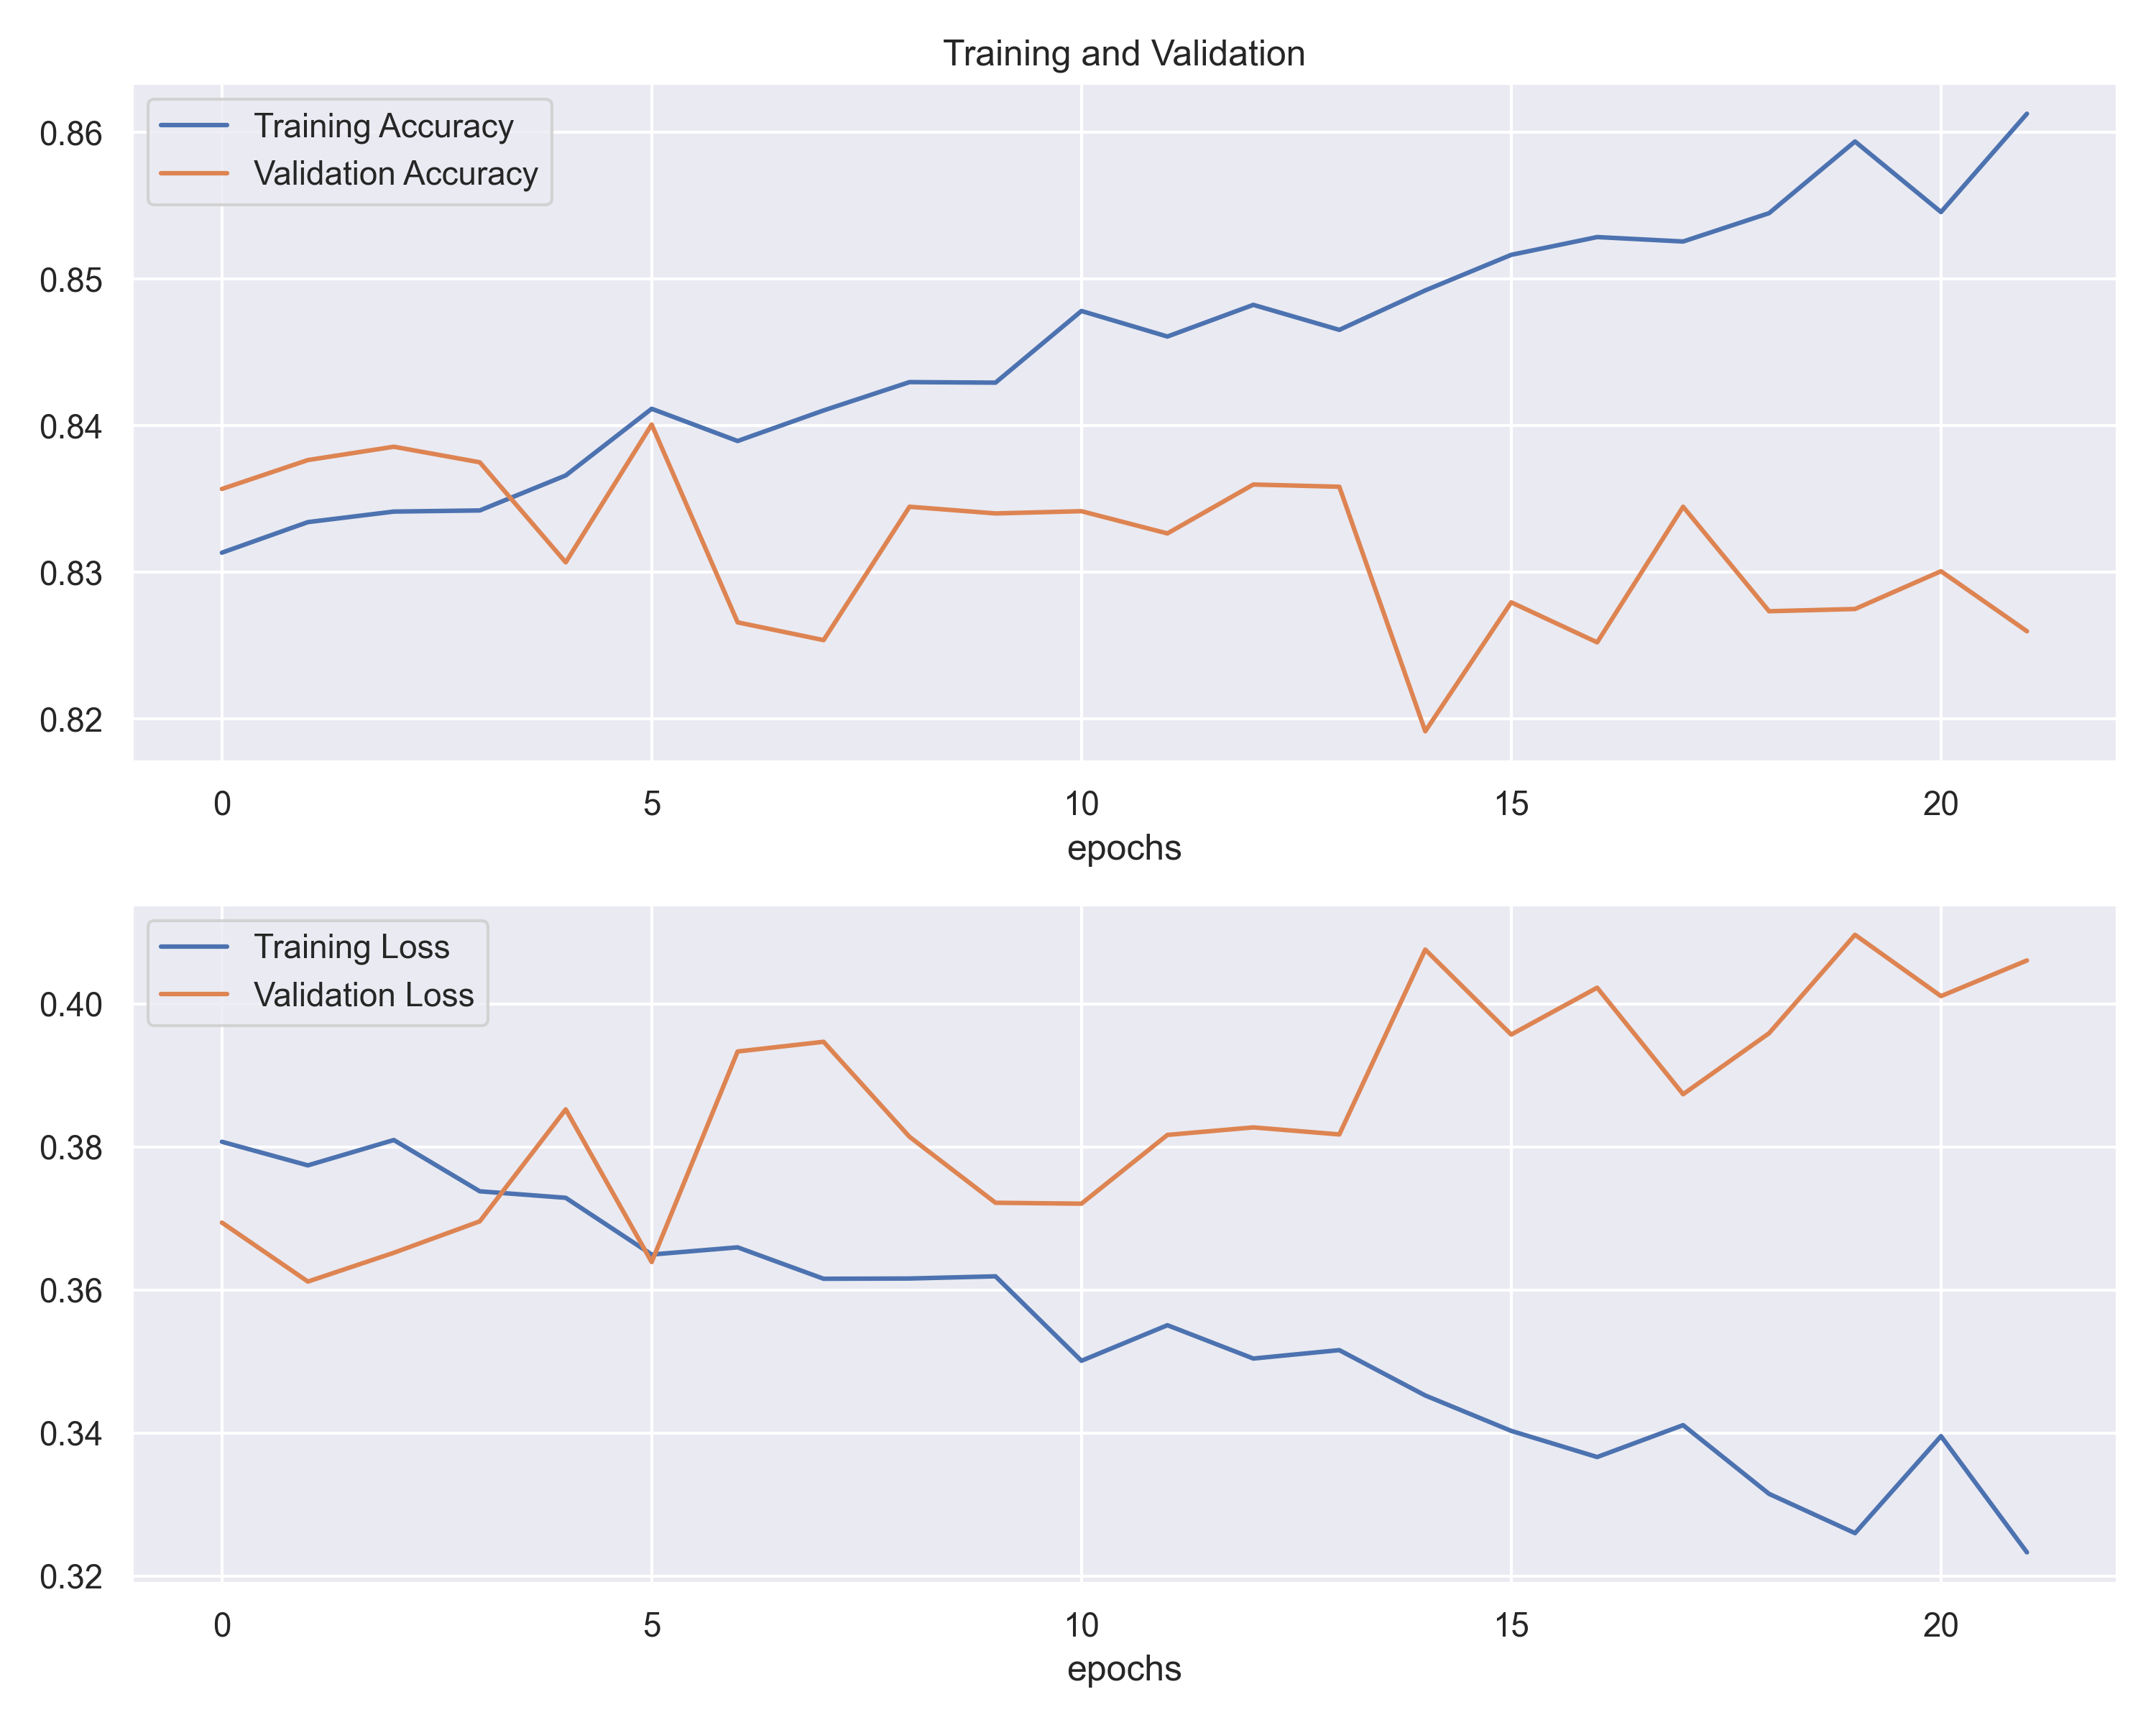 Training and Validation
Training Accuracy
Validation Accuracy
0.86
0.85
0.84
0.83
0.82
0 5 10 15 20
epochs
Training Loss
Validation Loss
0.40
0.38
0.36
0.34
0.32
0 5 10 15 20
epochs